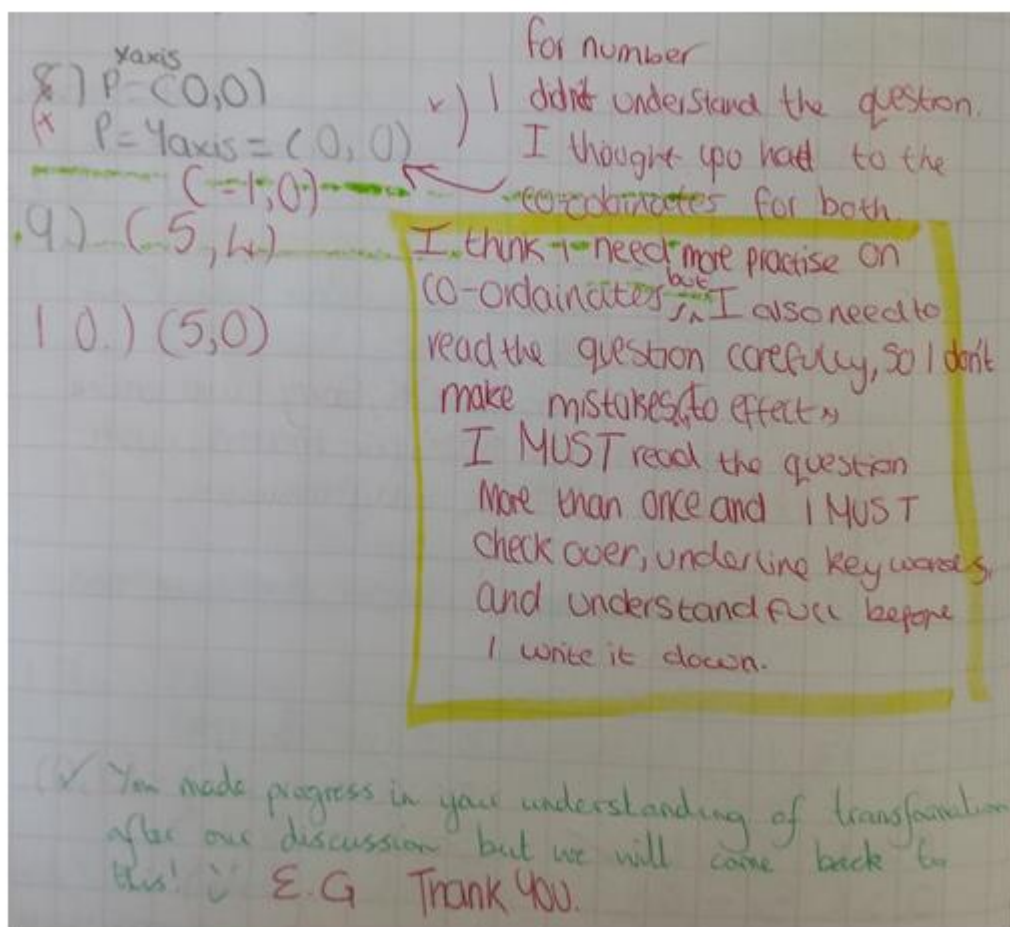 xaxis
8) P=(0,0)
P=Yaxis=(0,0)
(-1,0)
9.) (5,4)
10.) (5,0)
for number
I didnt understand the question.
I thought you had to the
co-cobinates for both.
I think I need more practise on
co-ordainates but I also need to
read the question carefully, so I don't
make mistakes, to effect
I MUST read the question
more than once and I MUST
check over, underline key words,
and understand full before
I write it down.
You made progress in your understanding of transformation
after our discussion but we will come back to
this! E.G Thank You.